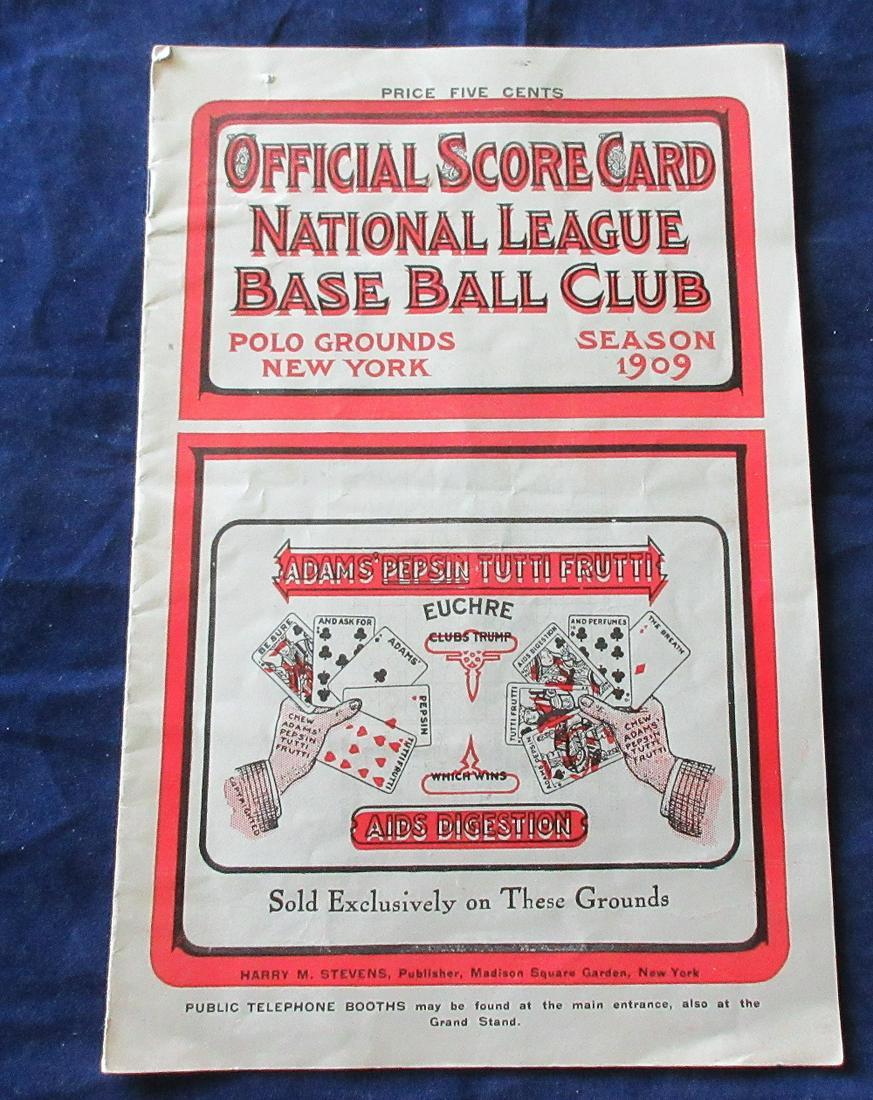 PRICE FIVE CENTS
OFFICIAL SCORE CARD
NATIONAL LEAGUE
BASE BALL CLUB
POLO GROUNDS
NEW YORK
SEASON
1909
ADAMS' PEPSIN TUTTI FRUTTI
EUCHRE
CLUBS TRUMP
BE SURE
AND ASK FOR
ADAMS'
PEPSIN
TUTTI FRUTTI
CHEW
ADAMS'
PEPSIN
TUTTI
FRUTTI
COPYRIGHTED
AIDS DIGESTION
AND PERFUMES
THE BREATH
TUTTI FRUTTI
ADAMS PEPSIN
CHEW
ADAMS'
PEPSIN
TUTTI
FRUTTI
WHICH WINS
AIDS DIGESTION
Sold Exclusively on These Grounds
HARRY M. STEVENS, Publisher, Madison Square Garden, New York
PUBLIC TELEPHONE BOOTHS may be found at the main entrance, also at the
Grand Stand.